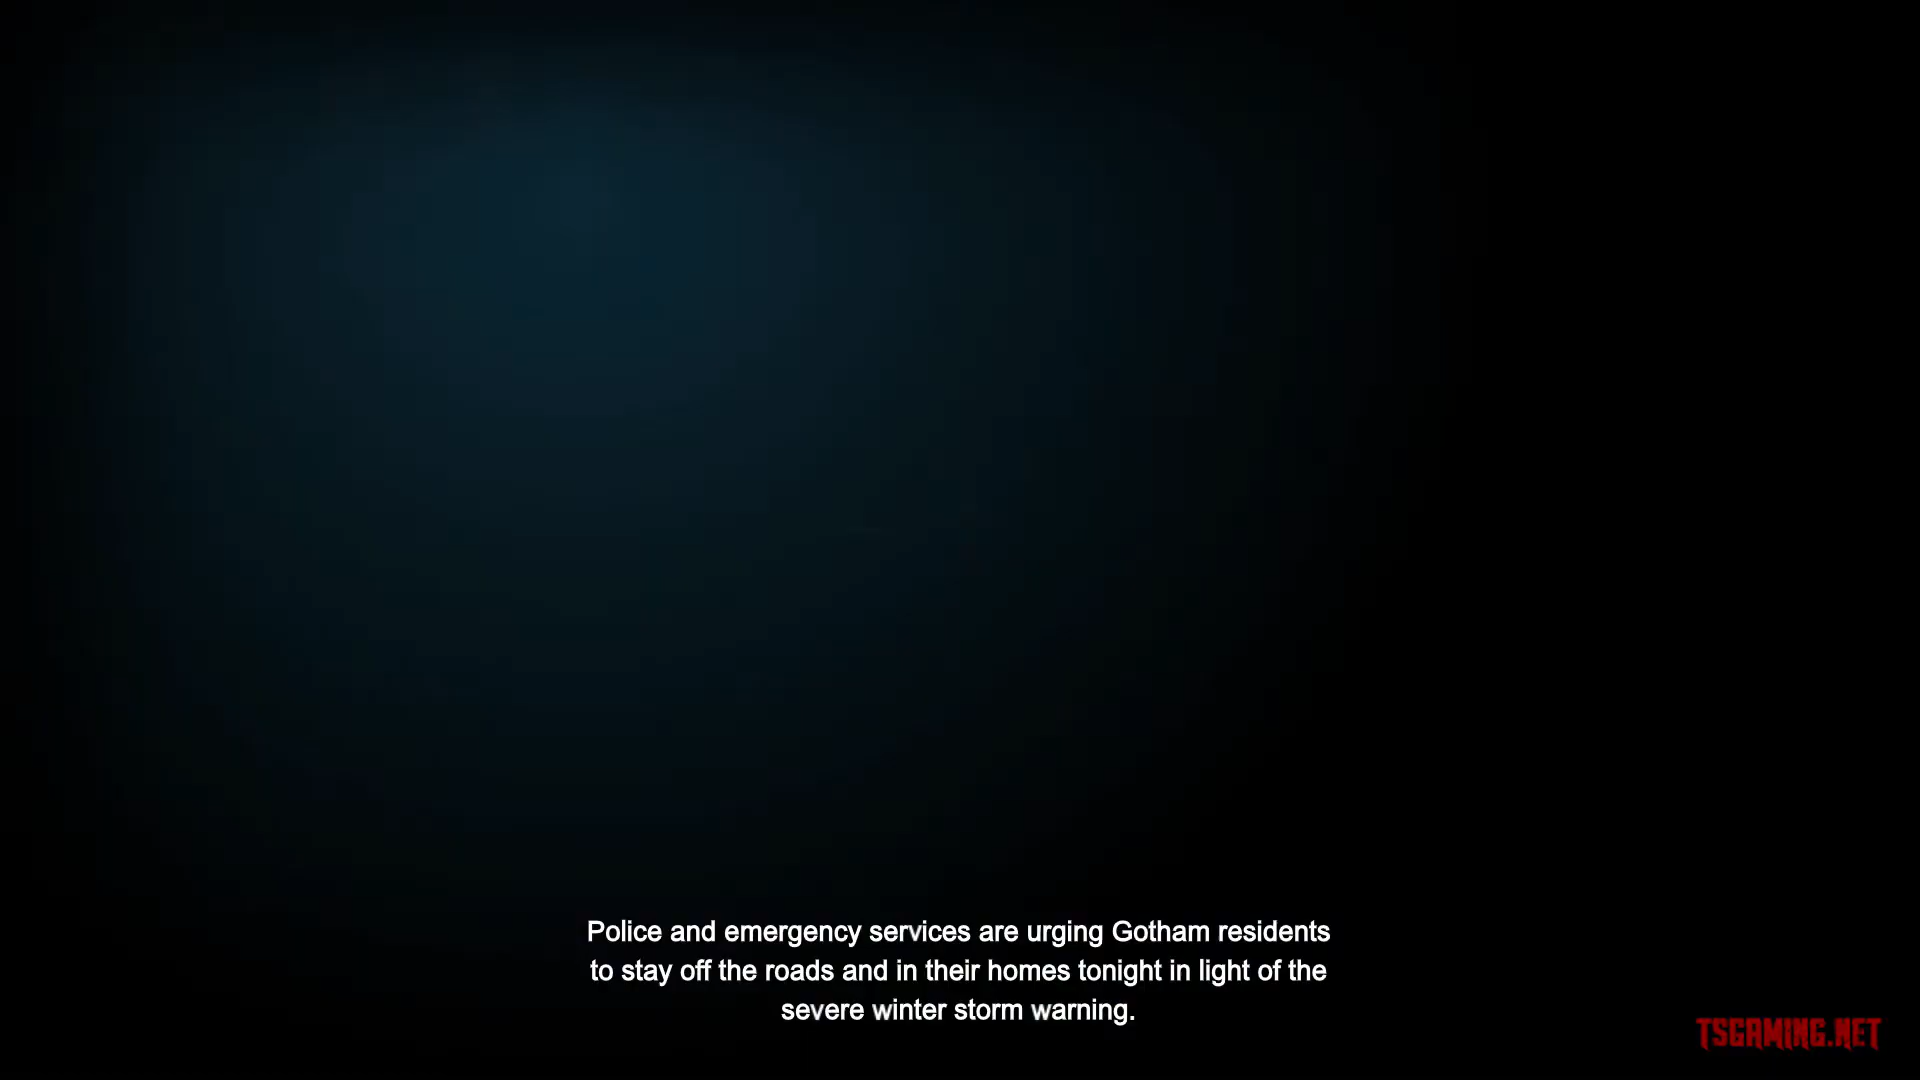 Police and emergency services are urging Gotham residents
to stay off the roads and in their homes tonight in light of the
severe winter storm warning.
TSGAMING.NET